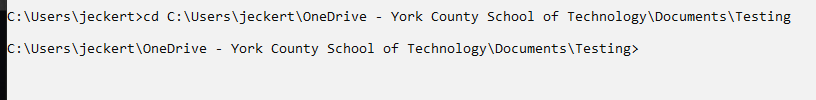 C:\Users\jeckert>cd C:\Users\jeckert\OneDrive - York County School of Technology\Documents\Testing
C:\Users\jeckert\OneDrive - York County School of Technology\Documents\Testing>